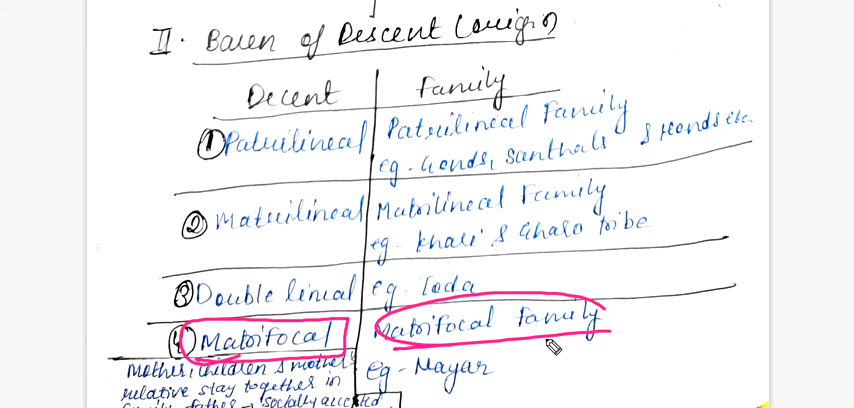 II. Bases of Descent (origin)
Decent Family
① Patrilineal Patrilineal Family
eg - Gonds, Santhals & Konds etc.
② Matrilineal Matrilineal Family
eg - Khasi's & Ghaso tribe
③ Double lineal eg - Toda
④ Matrifocal Matrifocal Family
Mother, children & mother's eg - Nayar
relative stay together in
father → socially accepted